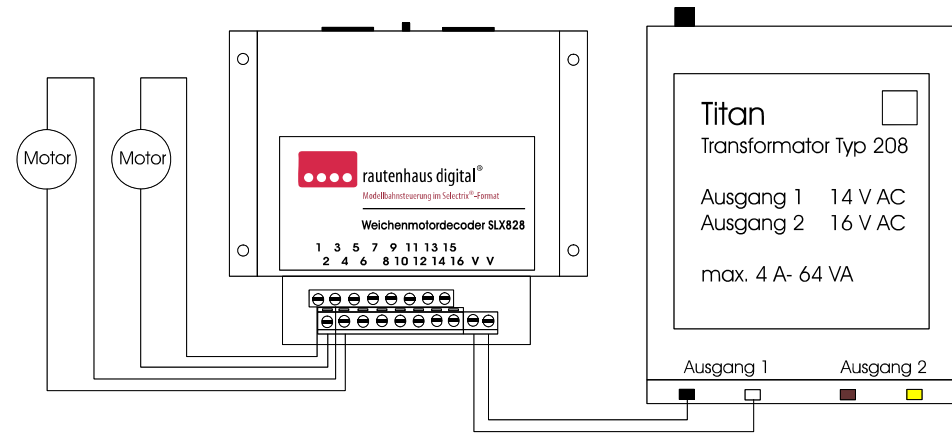 Motor
Motor
rautenhaus digital®
Modellbahnsteuerung im Selectrix®-Format
Weichenmotordecoder SLX828
1 3 5 7 9 11 13 15
2 4 6 8 10 12 14 16 V V
Titan
Transformator Typ 208
Ausgang 1 14 V AC
Ausgang 2 16 V AC
max. 4 A- 64 VA
Ausgang 1 Ausgang 2